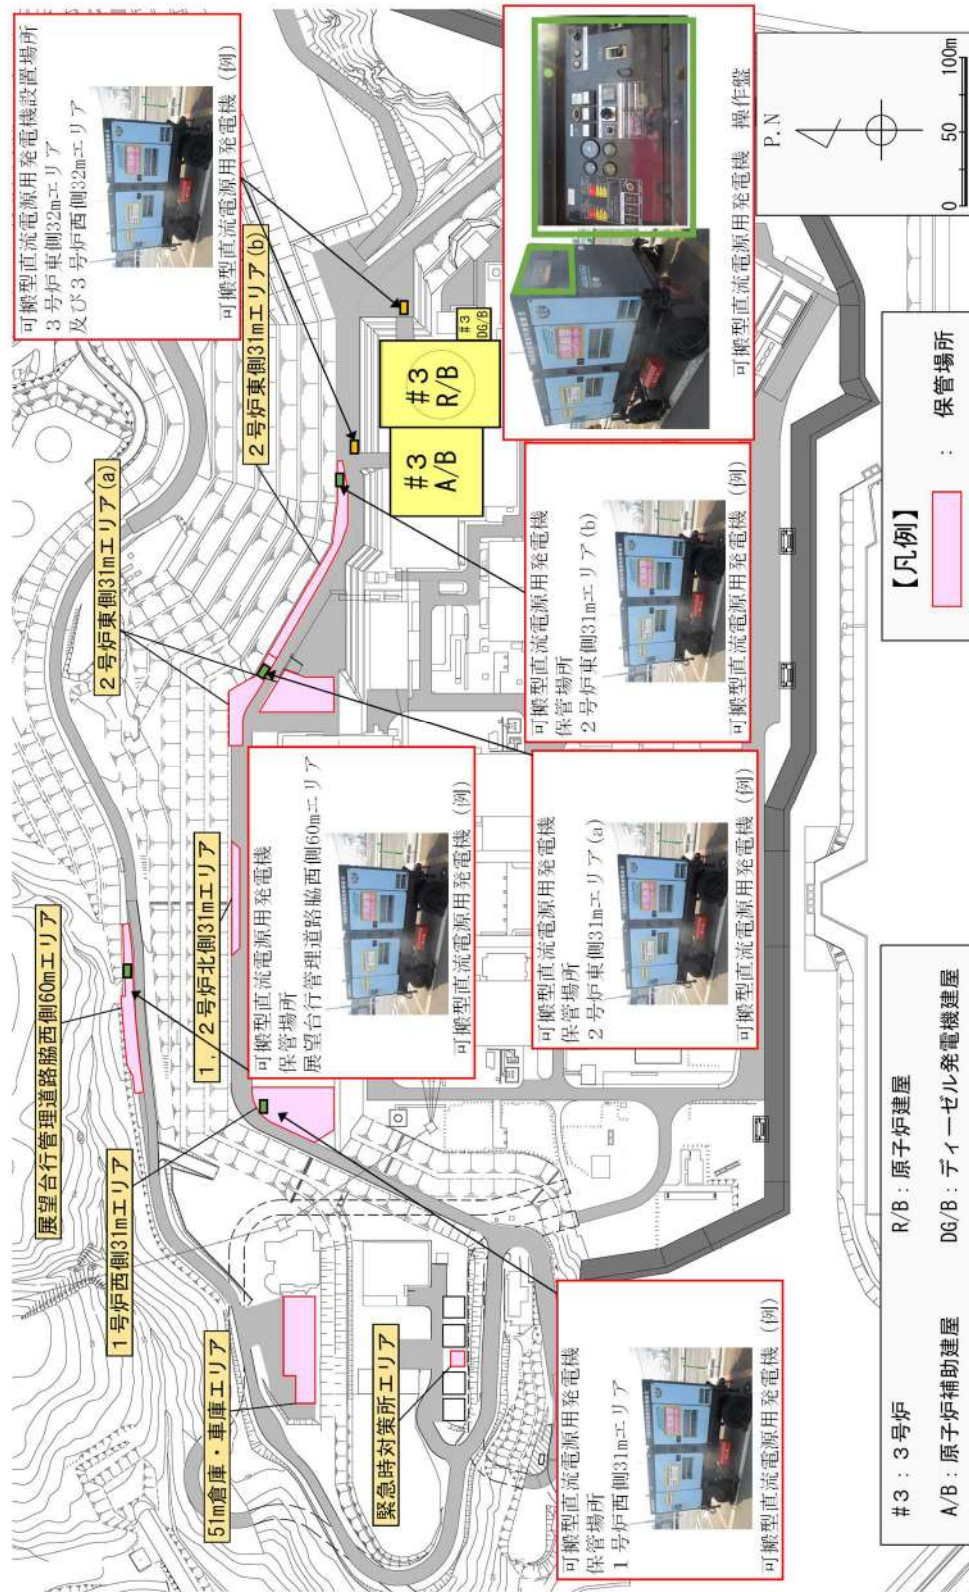 可搬型直流電源用発電機設置場所
3号炉東側32mエリア
及び3号炉西側32mエリア
可搬型直流電源用発電機(例)
2号炉東側31mエリア(b)
2号炉東側31mエリア(a)
1,2号炉北側31mエリア
展望台行管理道路脇西側60mエリア
1号炉西側31mエリア
51m倉庫・車庫エリア
緊急時対策所エリア
#3
R/B
#3
A/B
#3
DG/B
可搬型直流電源用発電機
保管場所
展望台行管理道路脇西側60mエリア
可搬型直流電源用発電機(例)
可搬型直流電源用発電機
保管場所
1号炉西側31mエリア
可搬型直流電源用発電機(例)
可搬型直流電源用発電機
保管場所
2号炉東側31mエリア(a)
可搬型直流電源用発電機(例)
可搬型直流電源用発電機
保管場所
2号炉東側31mエリア(b)
可搬型直流電源用発電機(例)
可搬型直流電源用発電機 操作盤
P.N
0 50 100m
【凡例】
: 保管場所
#3:3号炉 R/B:原子炉建屋
A/B:原子炉補助建屋 DG/B:ディーゼル発電機建屋